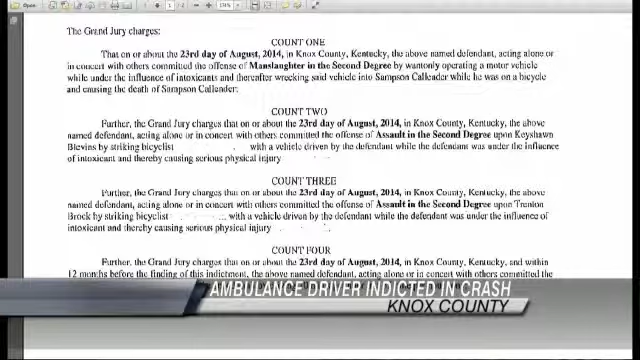 The Grand Jury charges:
COUNT ONE
That on or about the 23rd day of August, 2014, in Knox County, Kentucky, the above named defendant, acting alone or
in concert with others committed the offense of Manslaughter in the Second Degree by wantonly operating a motor vehicle
while under the influence of intoxicants and thereafter wrecking said vehicle into Sampson Callender while he was on a bicycle
and causing the death of Sampson Callender;
COUNT TWO
Further, the Grand Jury charges that on or about the 23rd day of August, 2014, in Knox County, Kentucky, the above
named defendant, acting alone or in concert with others committed the offense of Assault in the Second Degree upon Keyshawn
Blevins by striking bicyclist with a vehicle driven by the defendant while the defendant was under the influence
of intoxicant and thereby causing serious physical injury
COUNT THREE
Further, the Grand Jury charges that on or about the 23rd day of August, 2014, in Knox County, Kentucky, the above
named defendant, acting alone or in concert with others committed the offense of Assault in the Second Degree upon Trenton
Brock by striking bicyclist with a vehicle driven by the defendant while the defendant was under the influence of
intoxicant and thereby causing serious physical injury
COUNT FOUR
Further, the Grand Jury charges that on or about the 23rd day of August, 2014, in Knox County, Kentucky, and within
12 months before the finding of this indictment, the above named defendant, acting alone or in concert with others committed the
AMBULANCE DRIVER INDICTED IN CRASH
KNOX COUNTY